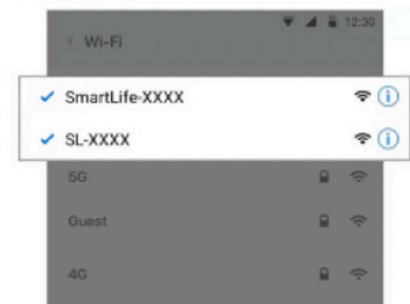 12:30
‹ Wi-Fi
✓ SmartLife-XXXX
✓ SL-XXXX
5G
Guest
4G